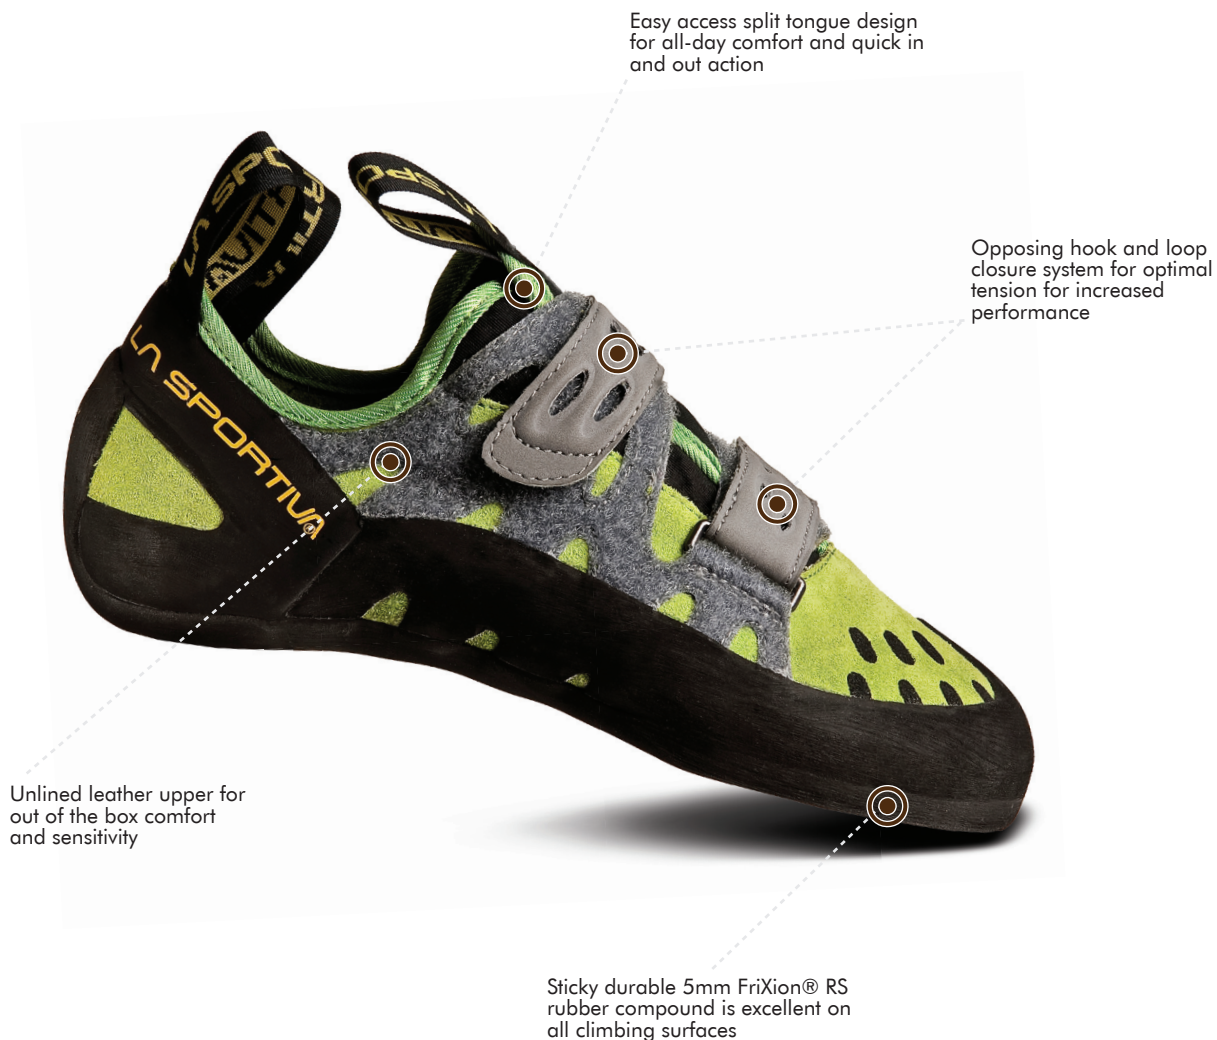 Easy access split tongue design
for all-day comfort and quick in
and out action
LA SPORTIV
Opposing hook and loop
closure system for optimal
tension for increased
performance
LA SPORTIVA
Unlined leather upper for
out of the box comfort
and sensitivity
Sticky durable 5mm FriXion® RS
rubber compound is excellent on
all climbing surfaces